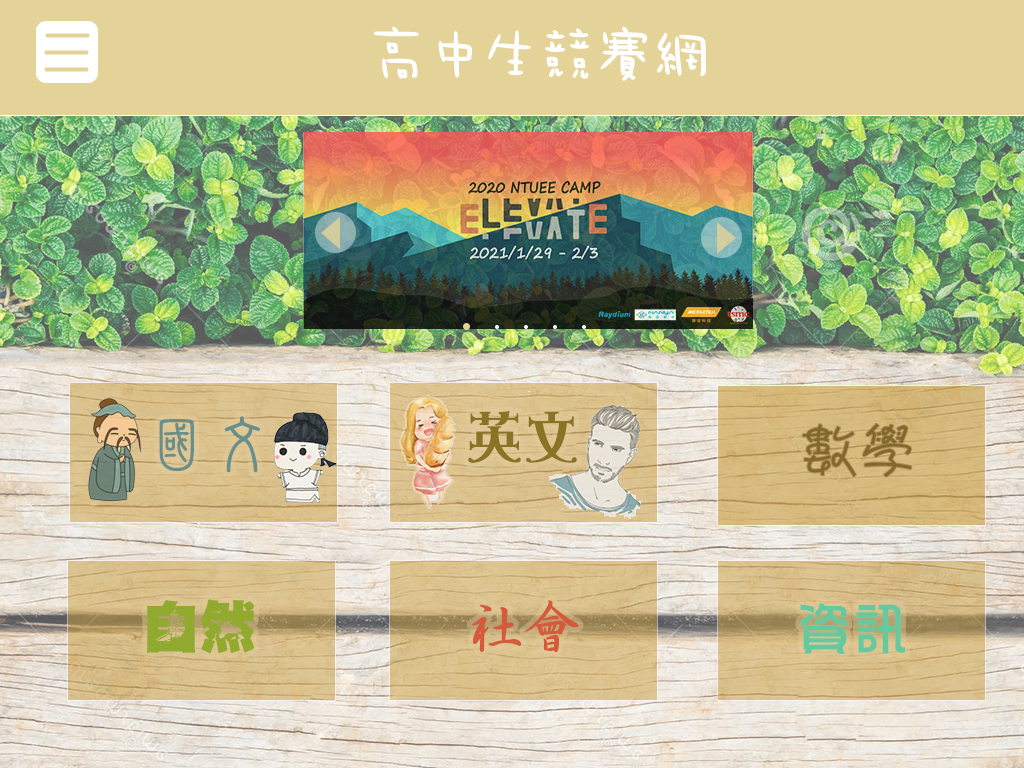 高中生競賽網
2020 NTUEE CAMP
ELEVATE
2021/1/29 - 2/3
Raydium
MEDIATEK
國文
英文
數學
自然
社會
資訊